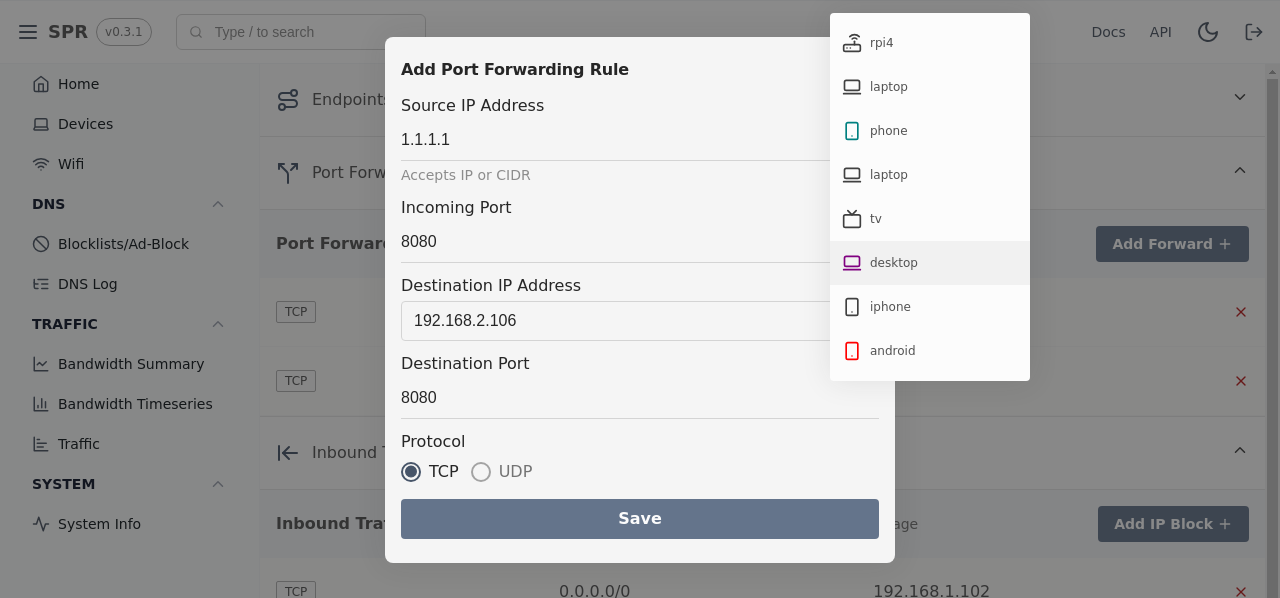 SPR
v0.3.1
Type / to search
Docs
API
Home
Devices
Wifi
DNS
Blocklists/Ad-Block
DNS Log
TRAFFIC
Bandwidth Summary
Bandwidth Timeseries
Traffic
SYSTEM
System Info
Endpoints
Port Forw
Port Forward
Add Forward +
TCP
TCP
Inbound T
Inbound Tra
age
Add IP Block +
TCP
0.0.0.0/0
192.168.1.102
Add Port Forwarding Rule
Source IP Address
1.1.1.1
Accepts IP or CIDR
Incoming Port
8080
Destination IP Address
192.168.2.106
Destination Port
8080
Protocol
TCP
UDP
Save
rpi4
laptop
phone
laptop
tv
desktop
iphone
android